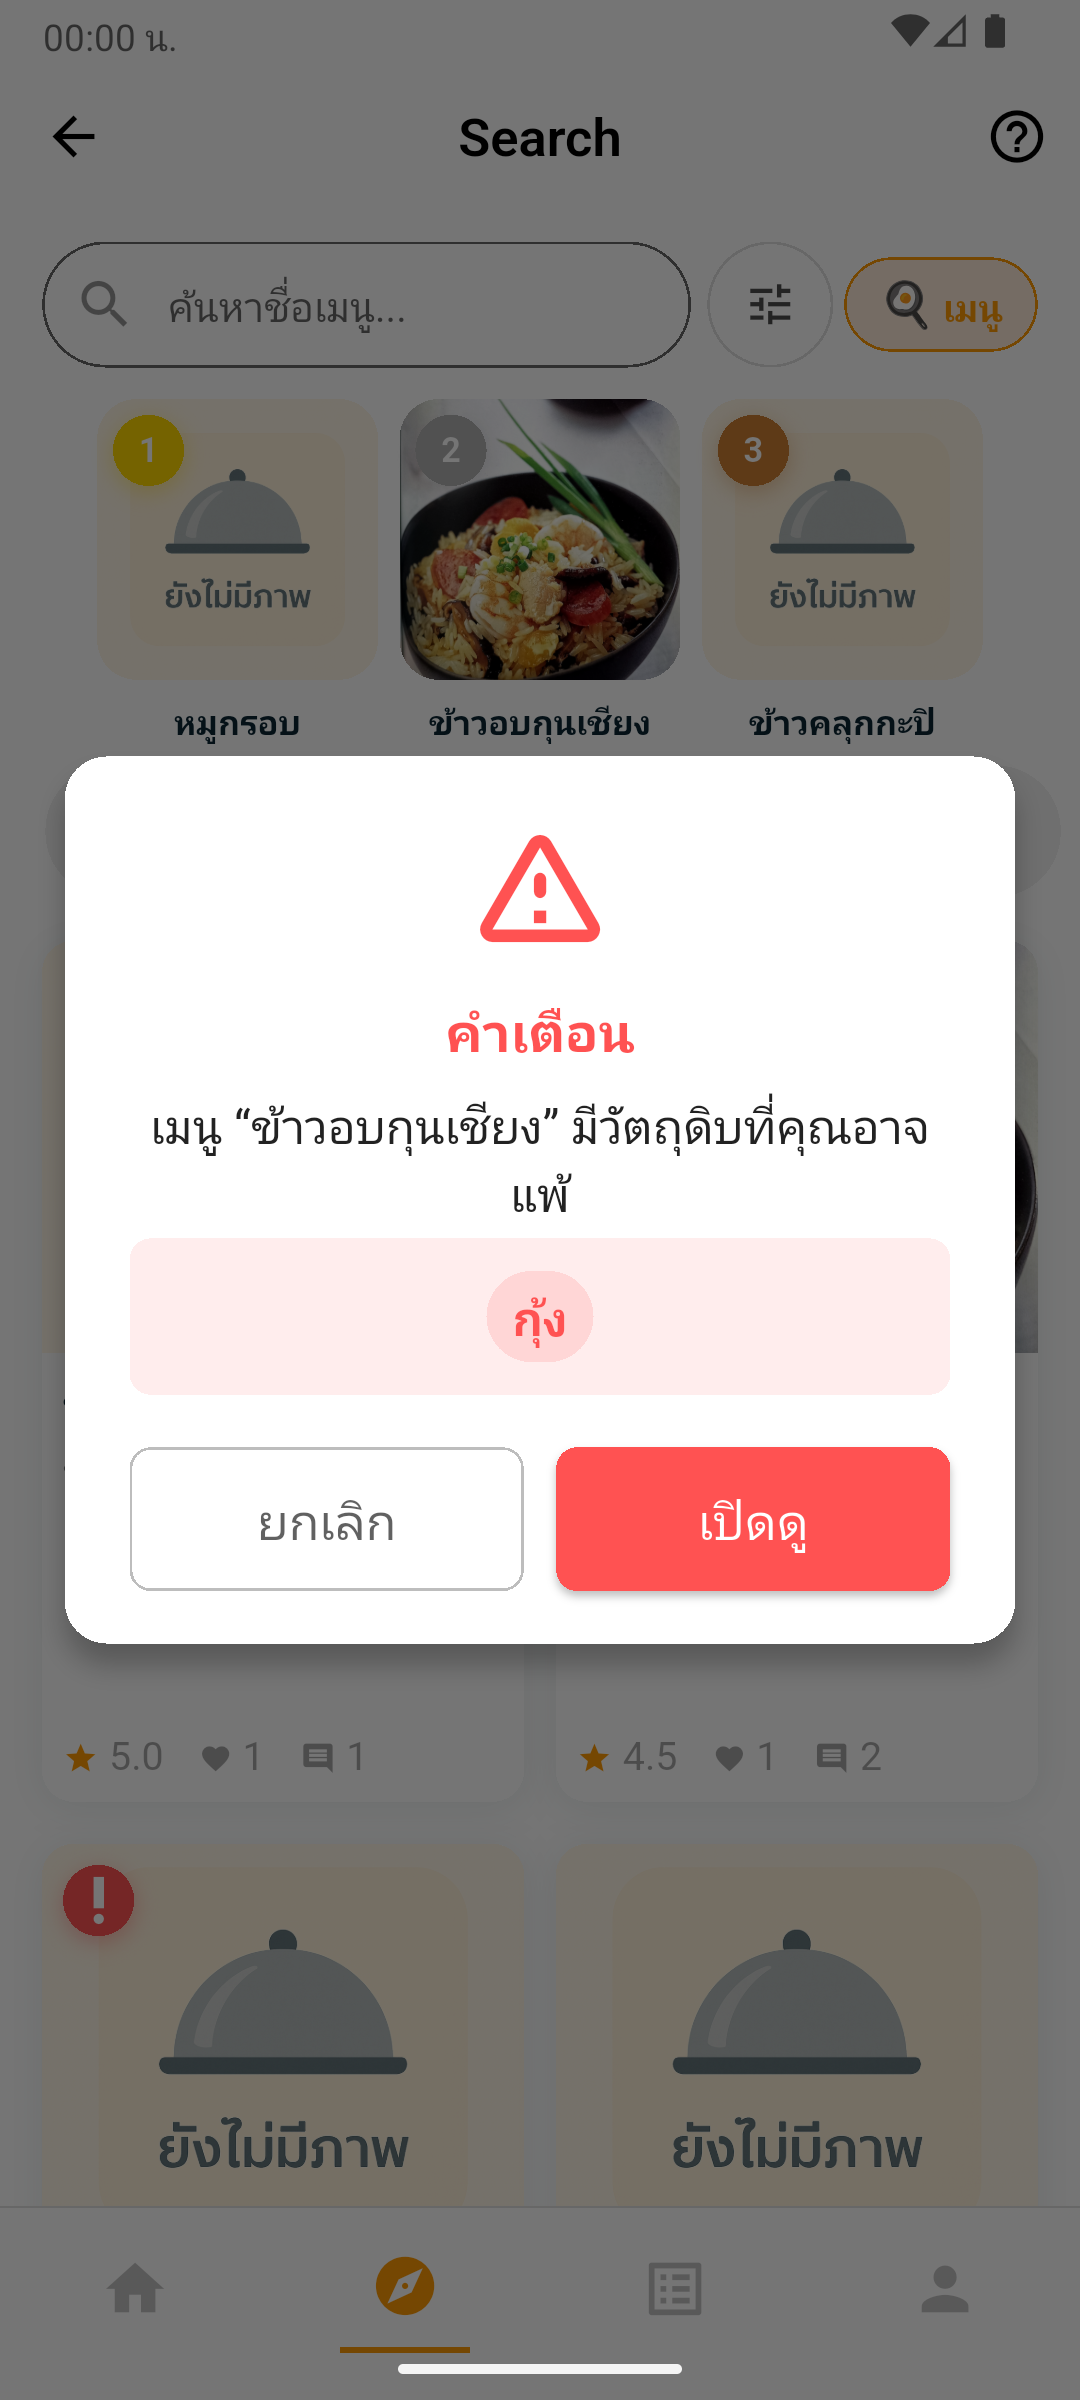 00:00 น.
Search
ค้นหาชื่อเมนู...
เมนู
1
2
3
ยังไม่มีภาพ
ยังไม่มีภาพ
หมูกรอบ
ข้าวอบกุนเชียง
ข้าวคลุกกะปิ
คำเตือน
เมนู “ข้าวอบกุนเชียง” มีวัตถุดิบที่คุณอาจ
แพ้
กุ้ง
ยกเลิก
เปิดดู
5.0
1
1
4.5
1
2
ยังไม่มีภาพ
ยังไม่มีภาพ